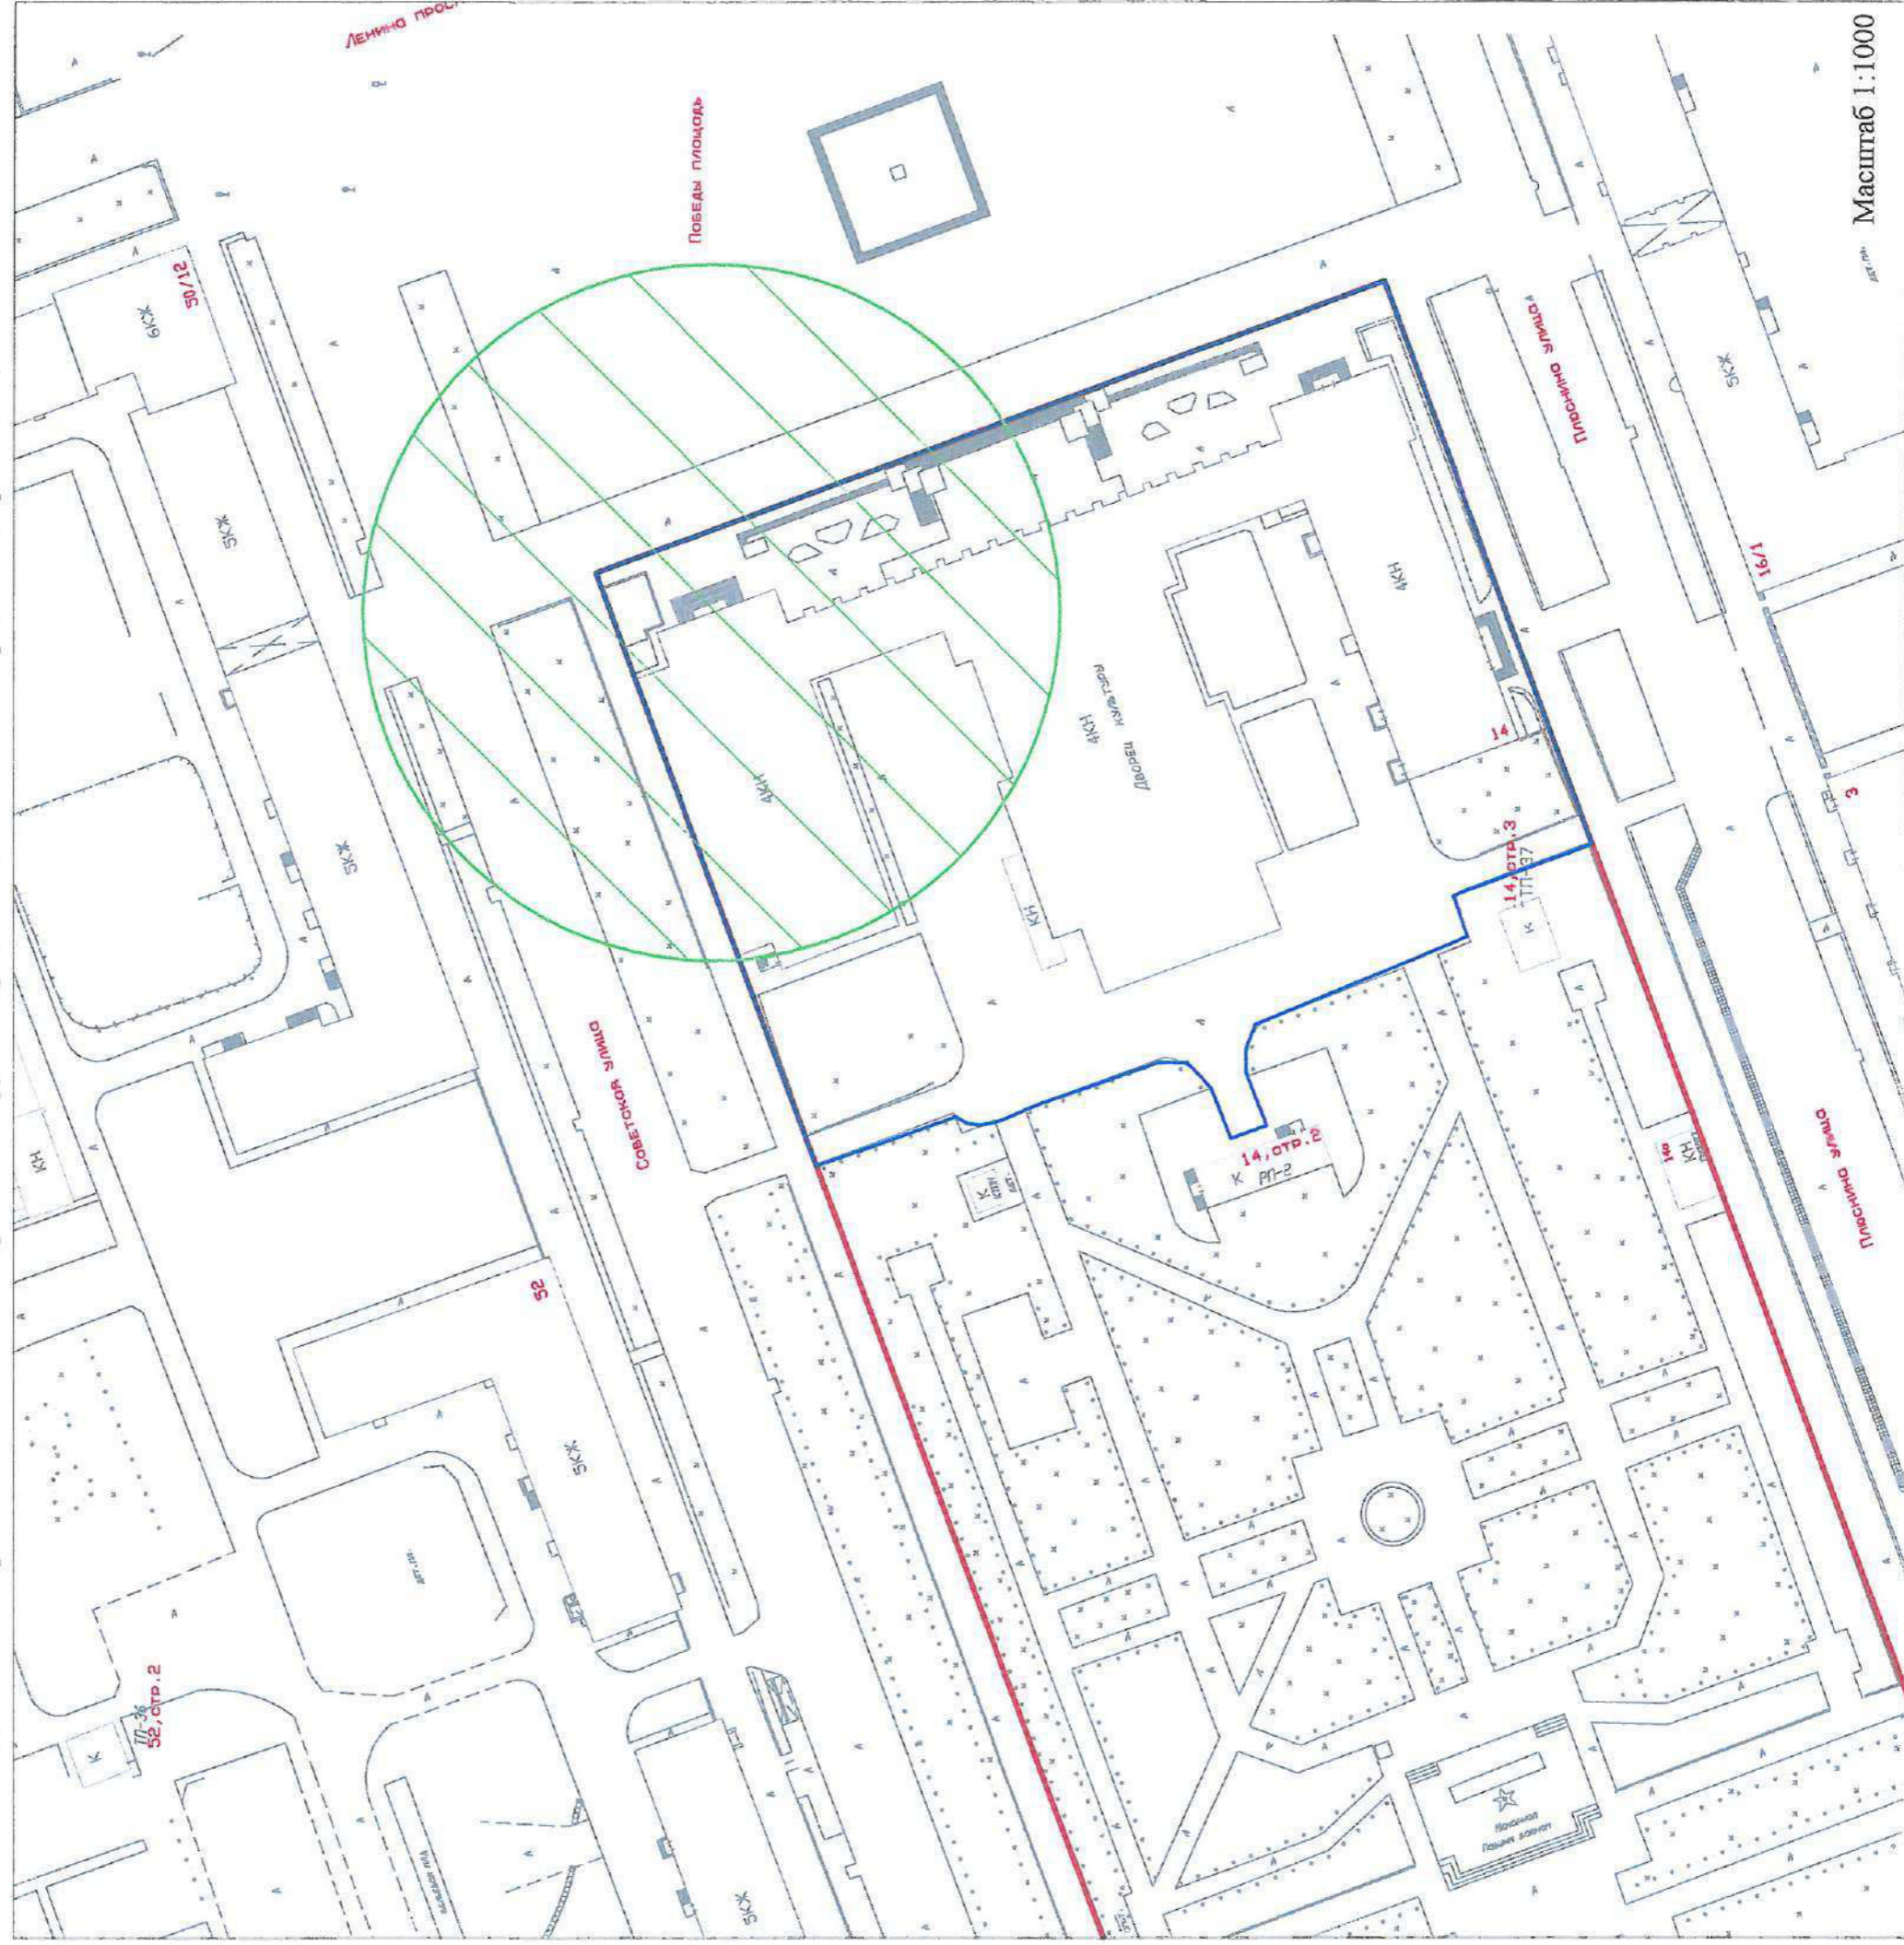 Победы площадь
Масштаб 1:1000
50/12
6КЖ
5КЖ
Плюснина улица
5КЖ
4КН
5КЖ
16/1
4КН
4КН
Дворец культуры
14
3
КН
14,стр.3
ТП-37
К
Советская улица
КН
14,стр.2
К РП-2
К
14а
КН
Плюснина улица
52
5КЖ
ТП-36
52,стр.2
К
5КЖ